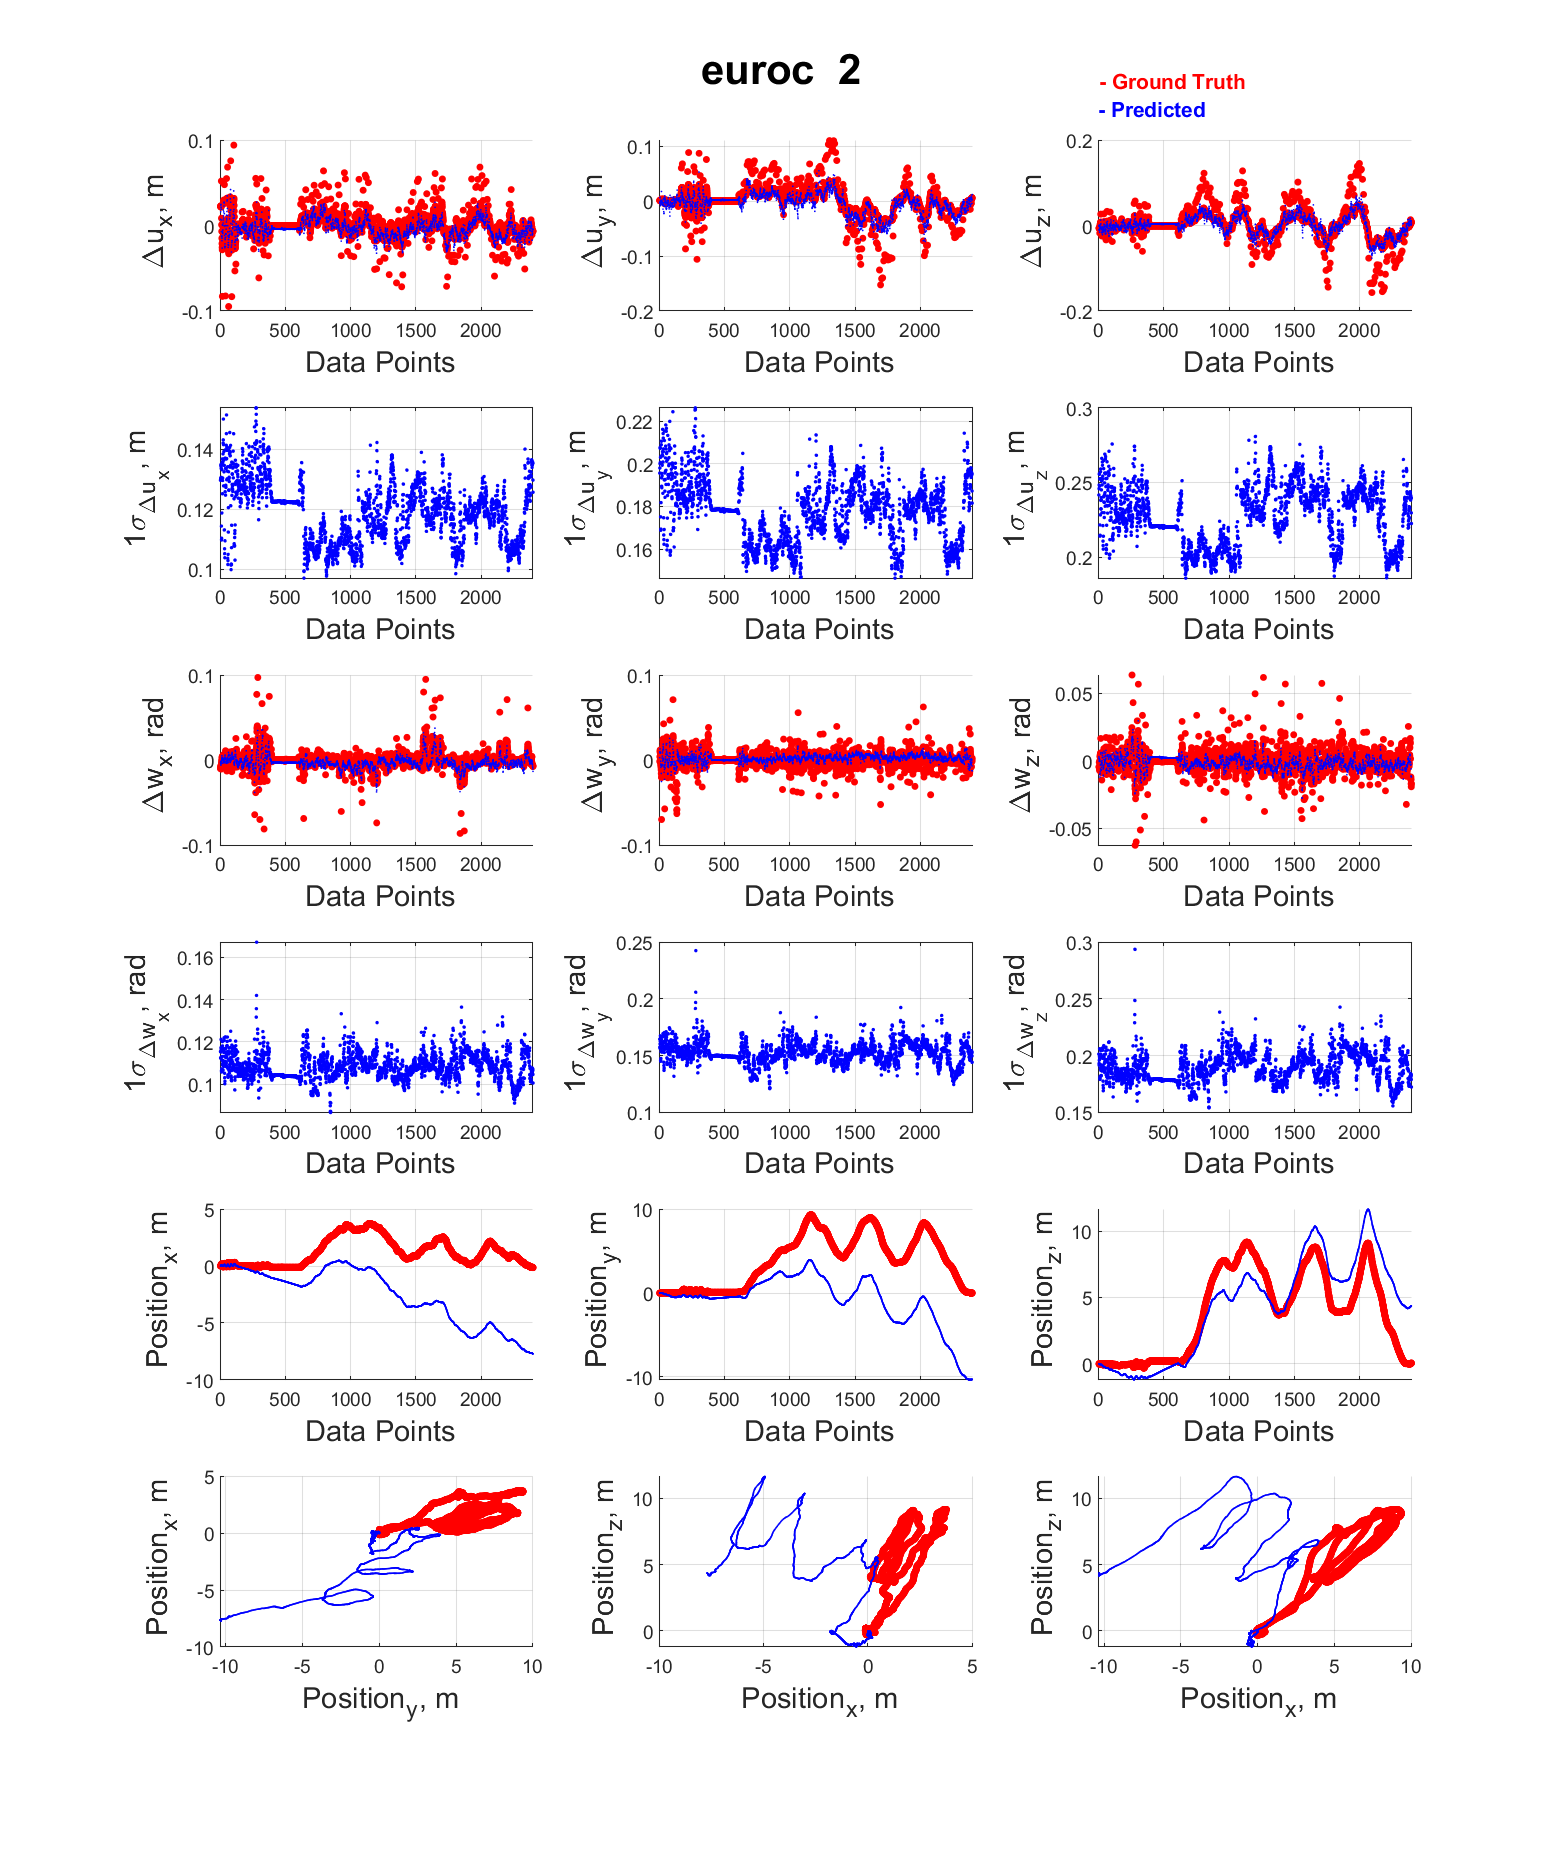 euroc 2
- Ground Truth
- Predicted
0.1
0
-0.1
0 500 1000 1500 2000
Δu_x, m
Data Points
0.1
0
-0.1
-0.2
0 500 1000 1500 2000
Δu_y, m
Data Points
0.2
0
-0.2
0 500 1000 1500 2000
Δu_z, m
Data Points
0.14
0.12
0.1
0 500 1000 1500 2000
1σ_Δu_x, m
Data Points
0.22
0.2
0.18
0.16
0 500 1000 1500 2000
1σ_Δu_y, m
Data Points
0.3
0.25
0.2
0 500 1000 1500 2000
1σ_Δu_z, m
Data Points
0.1
0
-0.1
0 500 1000 1500 2000
Δw_x, rad
Data Points
0.1
0
-0.1
0 500 1000 1500 2000
Δw_y, rad
Data Points
0.05
0
-0.05
0 500 1000 1500 2000
Δw_z, rad
Data Points
0.16
0.14
0.12
0.1
0 500 1000 1500 2000
1σ_Δw_x, rad
Data Points
0.25
0.2
0.15
0.1
0 500 1000 1500 2000
1σ_Δw_y, rad
Data Points
0.3
0.25
0.2
0.15
0 500 1000 1500 2000
1σ_Δw_z, rad
Data Points
5
0
-5
-10
0 500 1000 1500 2000
Position_x, m
Data Points
10
0
-10
0 500 1000 1500 2000
Position_y, m
Data Points
10
5
0
0 500 1000 1500 2000
Position_z, m
Data Points
5
0
-5
-10
-10 -5 0 5 10
Position_x, m
Position_y, m
10
5
0
-10 -5 0 5
Position_z, m
Position_x, m
10
5
0
-10 -5 0 5 10
Position_z, m
Position_x, m